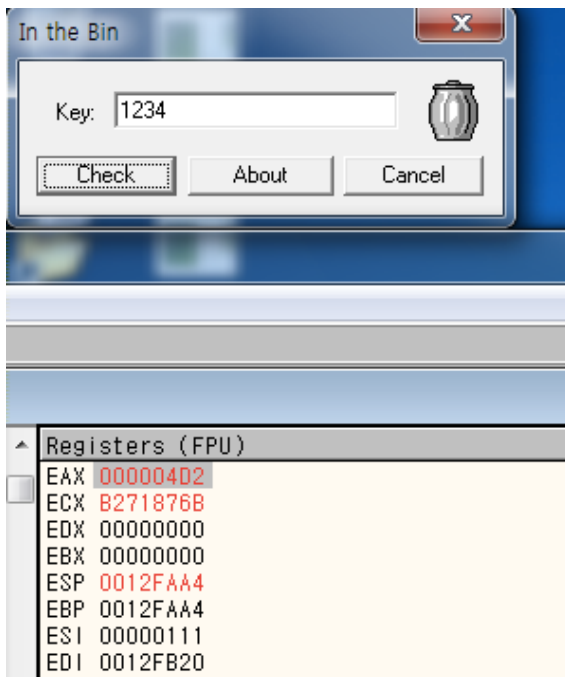 In the Bin
Key: 1234
Check About Cancel
Registers (FPU)
EAX 000004D2
ECX B271876B
EDX 00000000
EBX 00000000
ESP 0012FAA4
EBP 0012FAA4
ESI 00000111
EDI 0012FB20